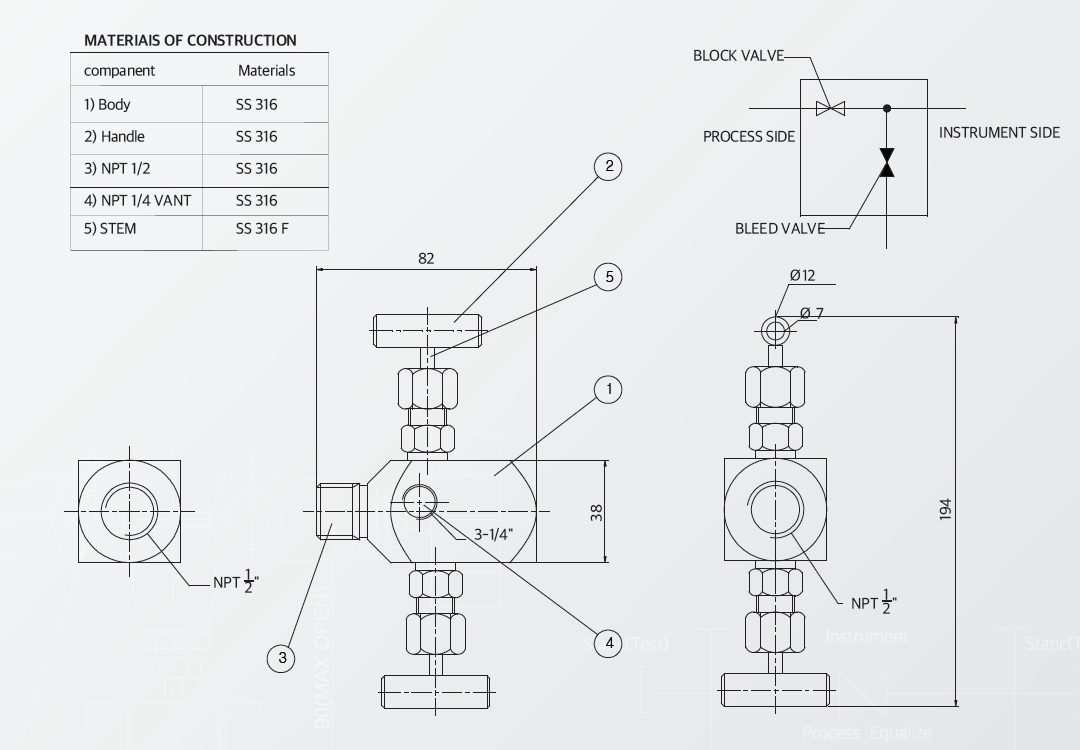 MATERIAIS OF CONSTRUCTION
companent Materials
1) Body SS 316
2) Handle SS 316
3) NPT 1/2 SS 316
4) NPT 1/4 VANT SS 316
5) STEM SS 316 F
BLOCK VALVE
PROCESS SIDE
INSTRUMENT SIDE
BLEED VALVE
2
82
5
Ø12
Ø 7
1
38
194
3-1/4"
NPT 1/2"
NPT 1/2"
3
4
(Test)
Instrument
Static(T
90(MAX OPEN)
Process Equalize